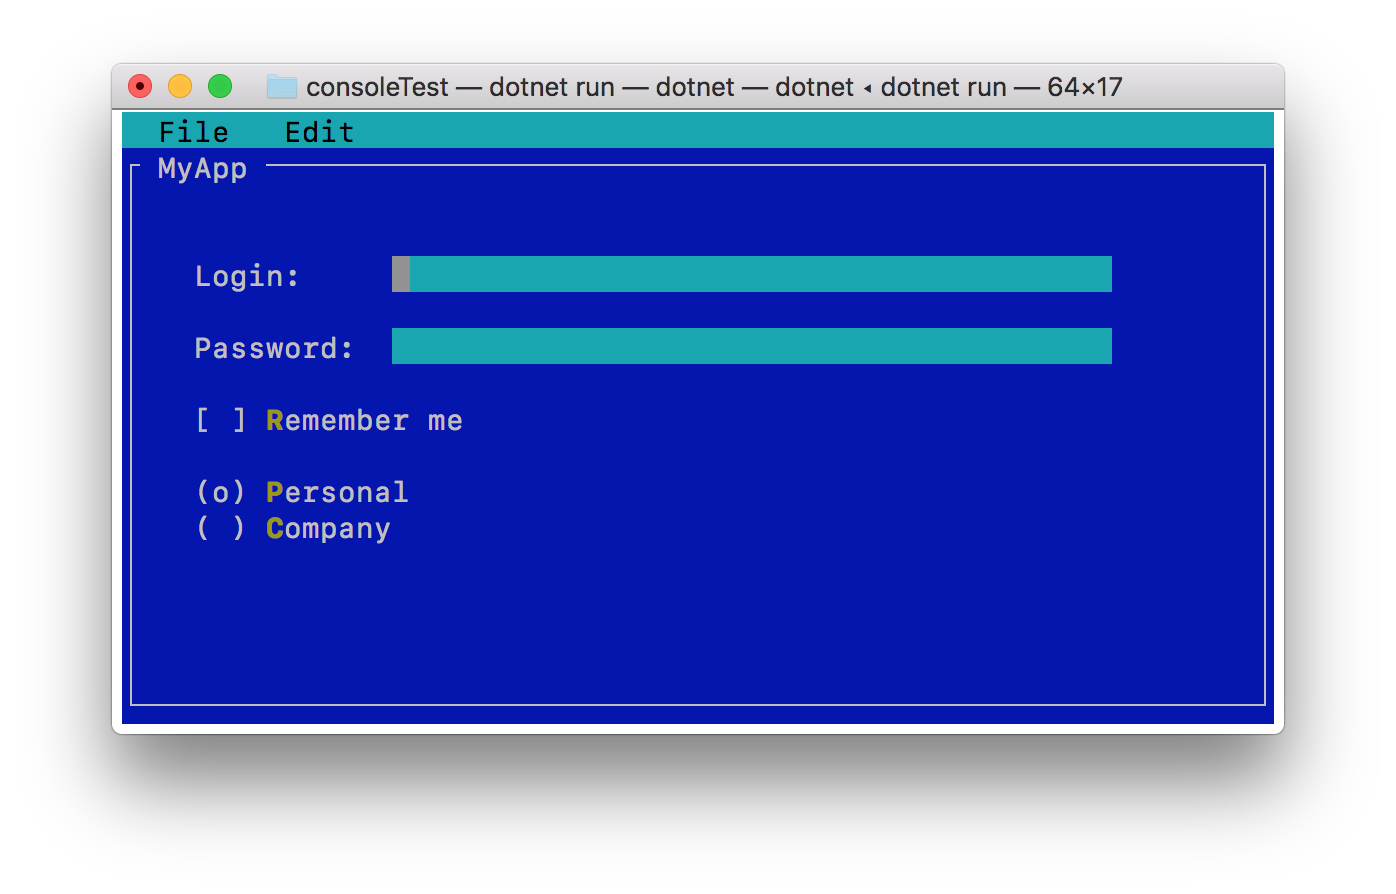 consoleTest — dotnet run — dotnet — dotnet ◂ dotnet run — 64×17
File Edit
MyApp
Login:
Password:
[ ] Remember me
(o) Personal
( ) Company